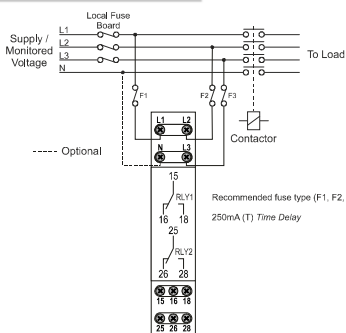 Local Fuse
Board
Supply /
Monitored
Voltage
L1
L2
L3
N
To Load
F1
F2
F3
L1 L2
N L3
Contactor
Optional
15
RLY1
16 18
25
RLY2
26 28
Recommended fuse type (F1, F2,
250mA (T) Time Delay
15 16 18
25 26 28